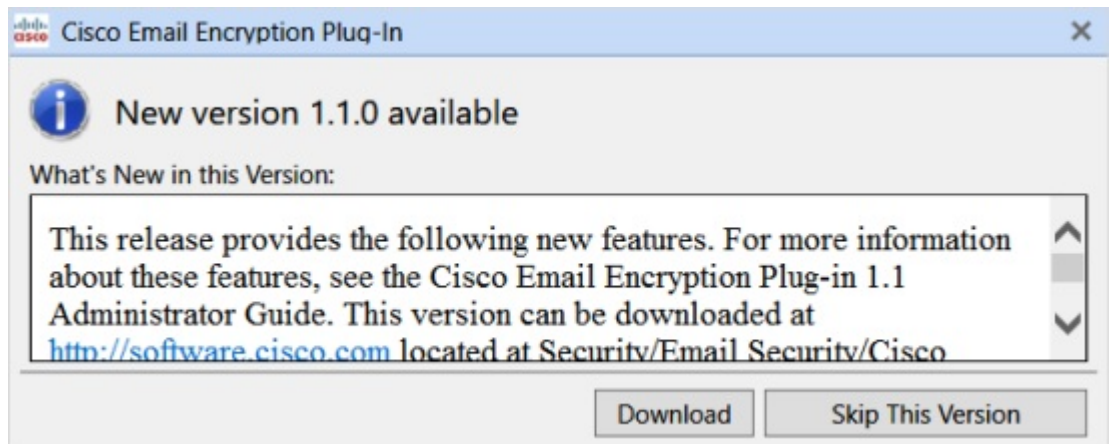 cisco Cisco Email Encryption Plug-In
New version 1.1.0 available
What's New in this Version:
This release provides the following new features. For more information
about these features, see the Cisco Email Encryption Plug-in 1.1
Administrator Guide. This version can be downloaded at
http://software.cisco.com located at Security/Email Security/Cisco
Download Skip This Version